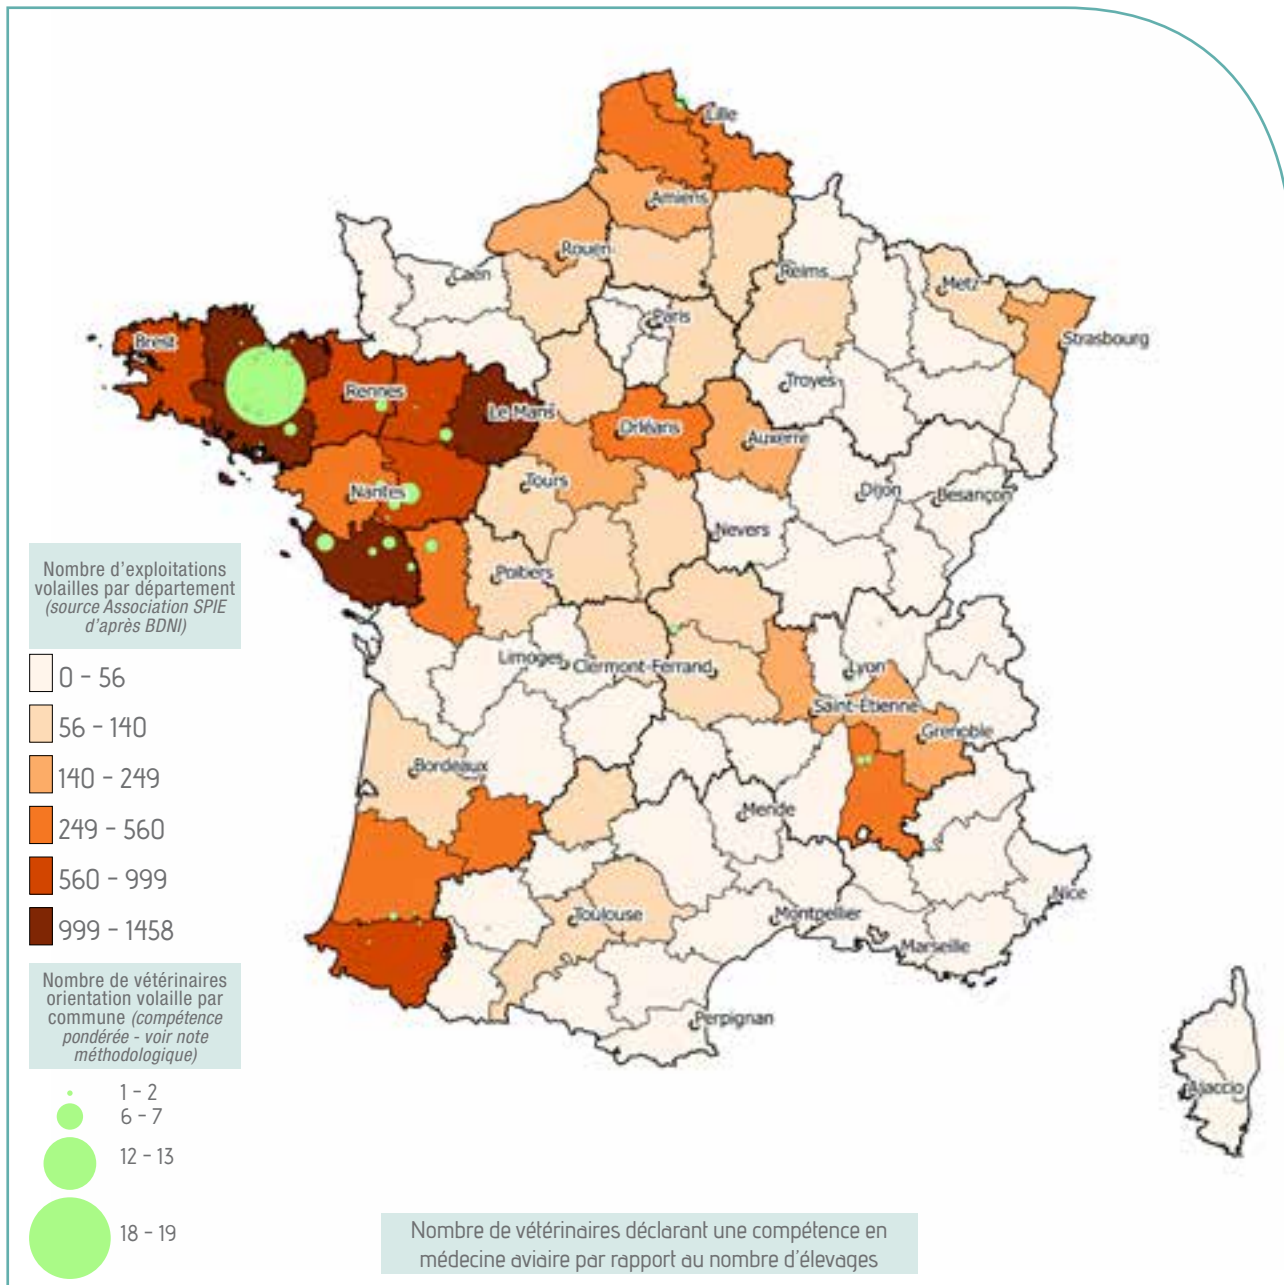 Lille
Amiens
Rouen
Caen
Reims
Metz
Paris
Strasbourg
Brest
Rennes
Troyes
Le Mans
Orléans
Auxerre
Tours
Nantes
Dijon
Besançon
Nevers
Poitiers
Limoges
Clermont-Ferrand
Lyon
Saint-Étienne
Grenoble
Bordeaux
Mende
Nice
Toulouse
Montpellier
Marseille
Perpignan
Ajaccio
Nombre d'exploitations
volailles par département
(source Association SPIE
d'après BDNI)
0 - 56
56 - 140
140 - 249
249 - 560
560 - 999
999 - 1458
Nombre de vétérinaires
orientation volaille par
commune (compétence
pondérée - voir note
méthodologique)
1 - 2
6 - 7
12 - 13
18 - 19
Nombre de vétérinaires déclarant une compétence en
médecine aviaire par rapport au nombre d'élevages